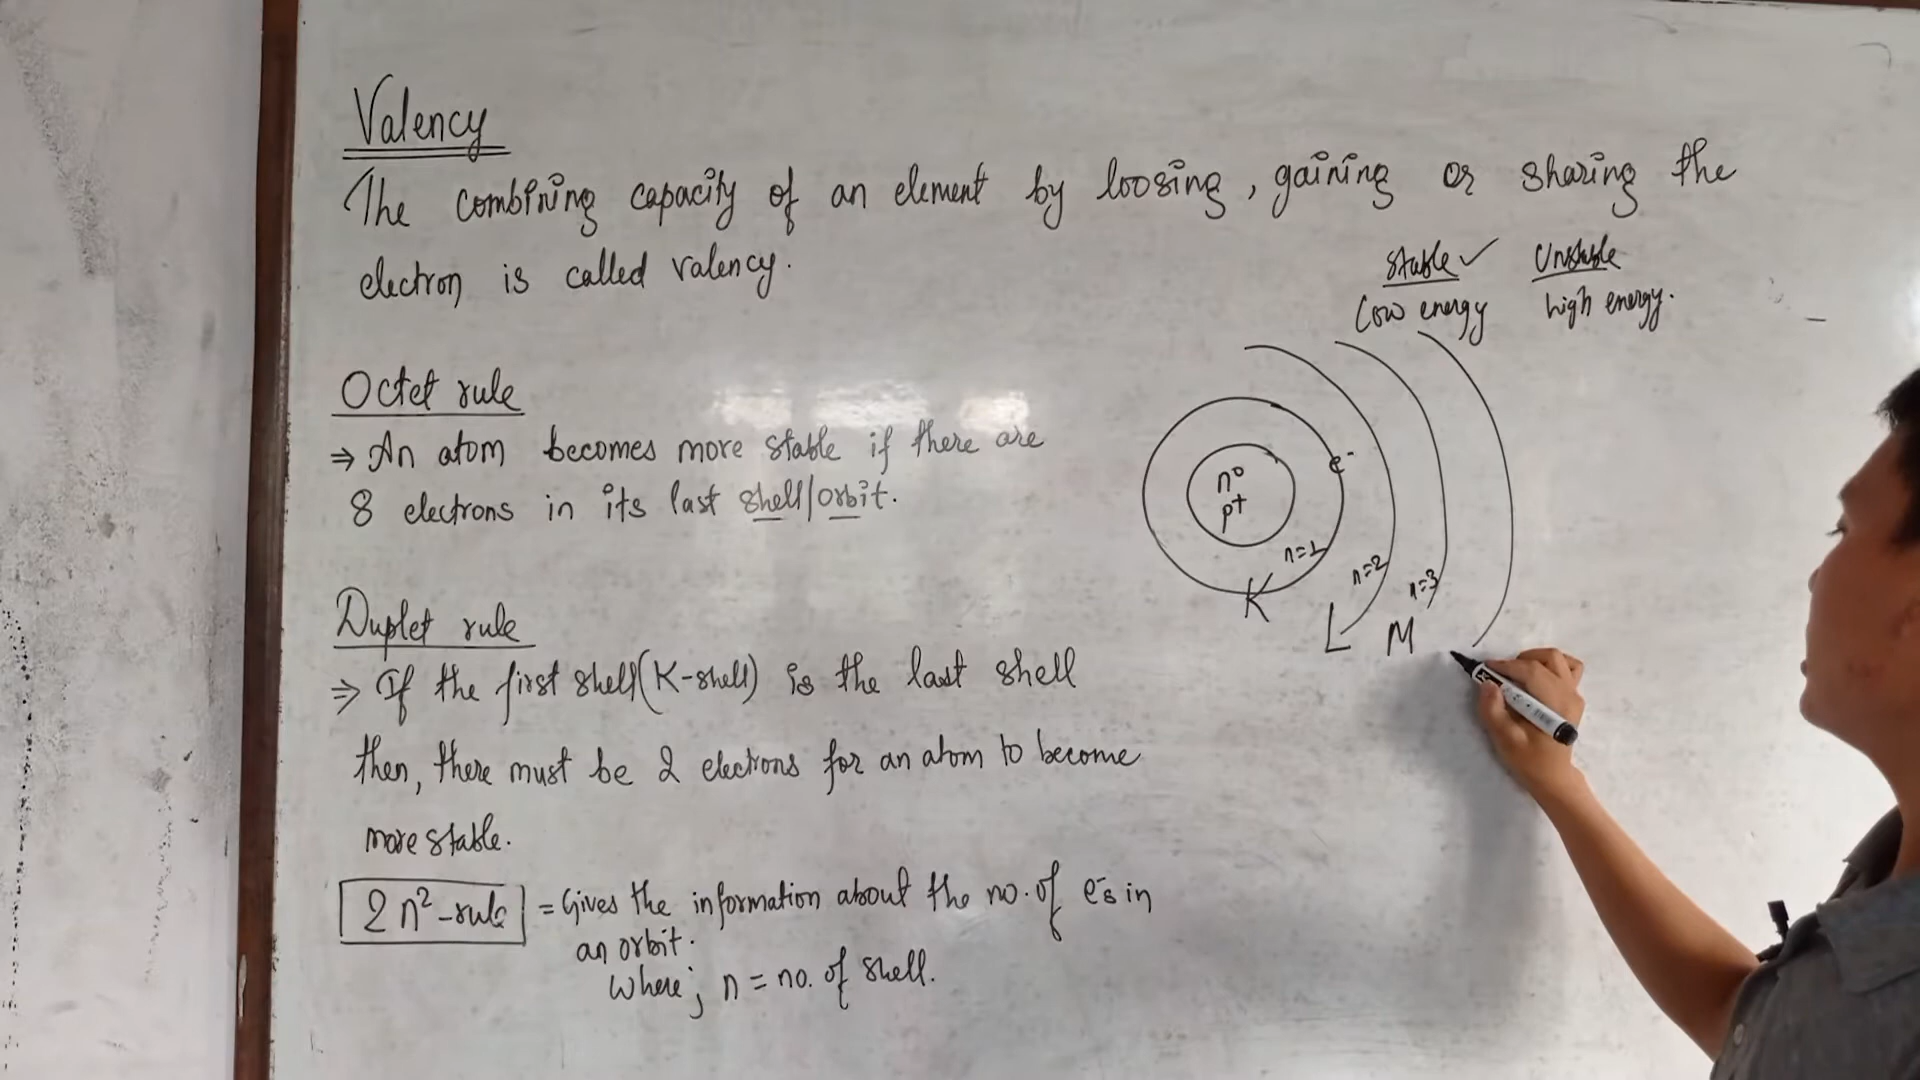 Valency
The combining capacity of an element by loosing, gaining or sharing the
electron is called valency.
Stable ✓ Unstable
Low energy high energy.
Octet rule
⇒ An atom becomes more stable if there are
8 electrons in its last shell/orbit.
e⁻
n⁰
p⁺
n=1
n=2
n=3
K
L
M
Duplet rule
⇒ If the first shell (K-shell) is the last shell
then, there must be 2 electrons for an atom to become
more stable.
2n²-rule = Gives the information about the no. of e⁻s in
an orbit.
Where; n = no. of shell.